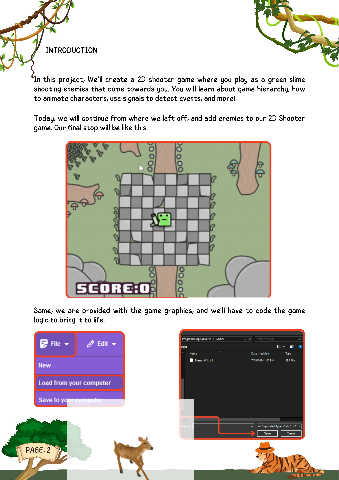 INTRODUCTION
In this project, We'll create a 2D shooter game where you play as a green slime
shooting enemies that come towards you. You will learn about game hierarchy, how
to animate characters, use signals to detect events, and more!
Today, we will continue from where we left off, and add enemies to our 2D Shooter
game. Our final stop will be like this:
SCORE:0
Same, we are provided with the game graphics, and we'll have to code the game
logic to bring it to life.
File Edit
New
Load from your computer
Save to your computer
PAGE: 2